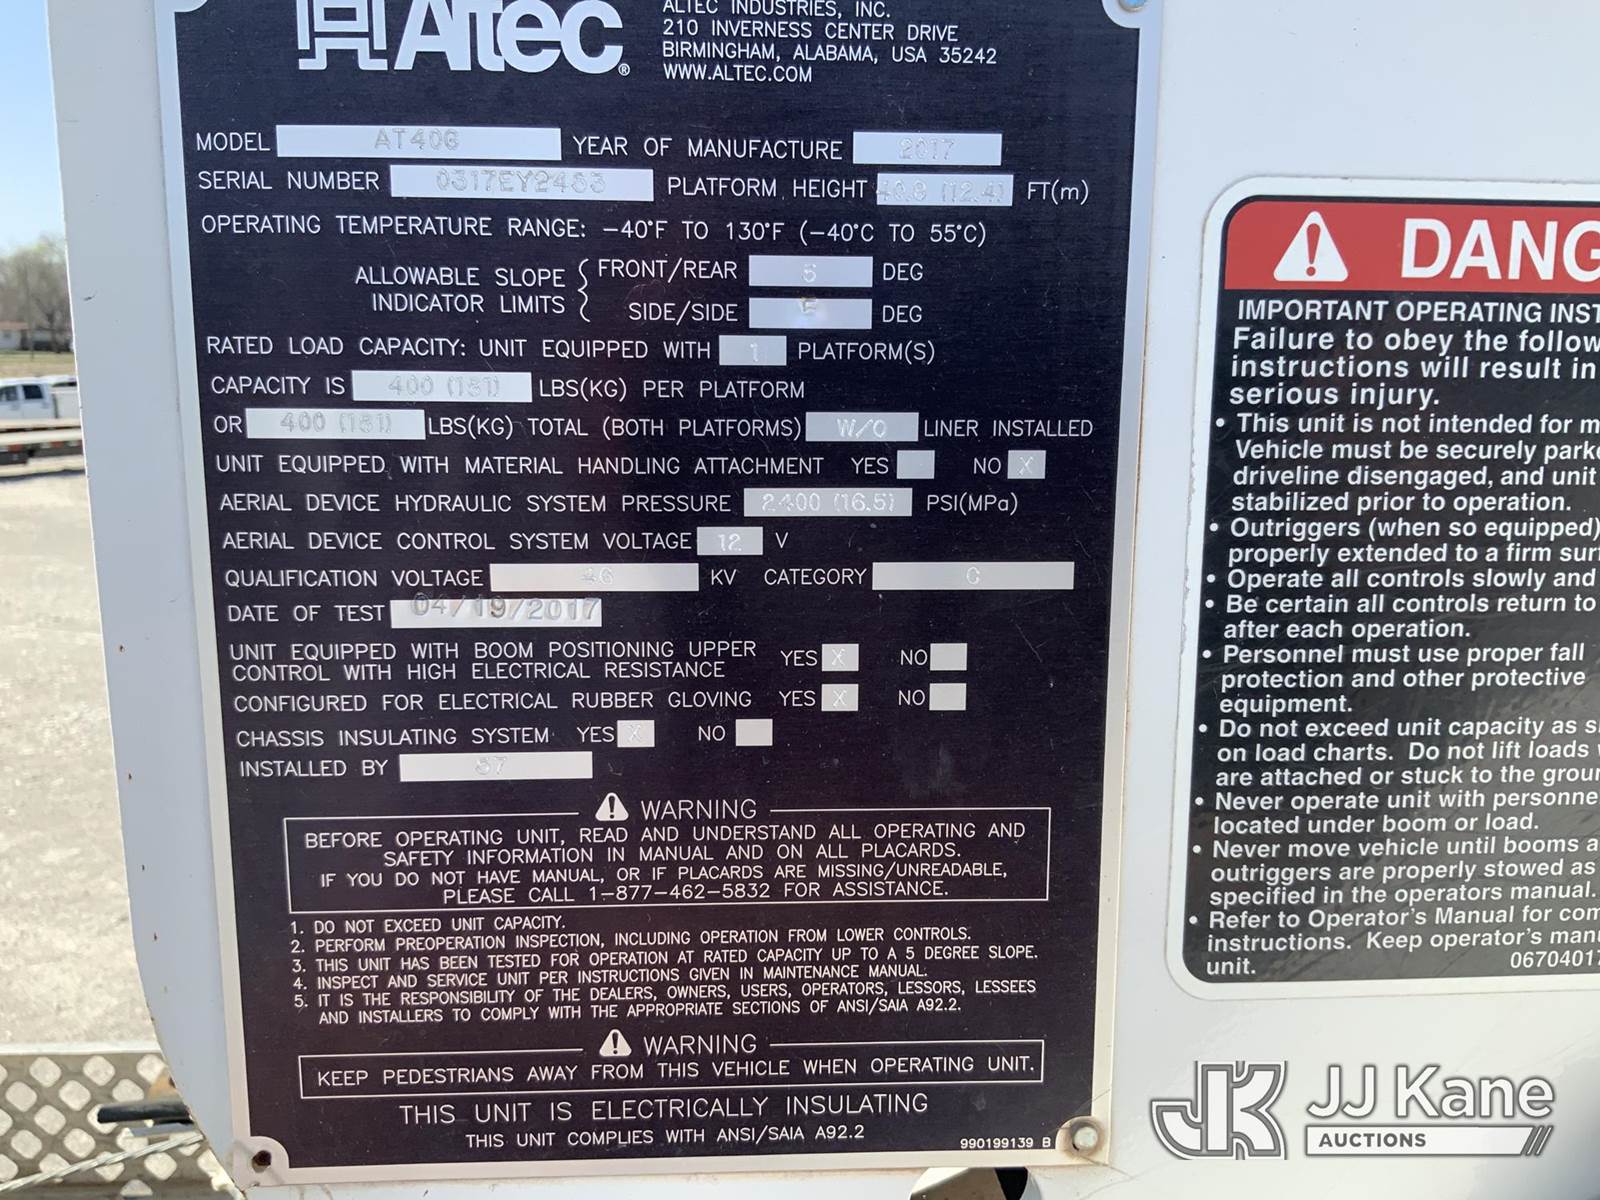 Altec®
ALTEC INDUSTRIES, INC.
210 INVERNESS CENTER DRIVE
BIRMINGHAM, ALABAMA, USA 35242
WWW.ALTEC.COM
MODEL AT40G YEAR OF MANUFACTURE 2017
SERIAL NUMBER PLATFORM HEIGHT (12.4) FT(m)
OPERATING TEMPERATURE RANGE: −40°F TO 130°F (−40°C TO 55°C)
ALLOWABLE SLOPE INDICATOR LIMITS { FRONT/REAR 5 DEG
SIDE/SIDE 5 DEG
RATED LOAD CAPACITY: UNIT EQUIPPED WITH 1 PLATFORM(S)
CAPACITY IS 400 (181) LBS(KG) PER PLATFORM
OR 400 (181) LBS(KG) TOTAL (BOTH PLATFORMS) W/O LINER INSTALLED
UNIT EQUIPPED WITH MATERIAL HANDLING ATTACHMENT YES NO X
AERIAL DEVICE HYDRAULIC SYSTEM PRESSURE 2400 (16.5) PSI(MPa)
AERIAL DEVICE CONTROL SYSTEM VOLTAGE 12 V
QUALIFICATION VOLTAGE 46 KV CATEGORY C
DATE OF TEST 04/19/2017
UNIT EQUIPPED WITH BOOM POSITIONING UPPER
CONTROL WITH HIGH ELECTRICAL RESISTANCE YES X NO
CONFIGURED FOR ELECTRICAL RUBBER GLOVING YES X NO
CHASSIS INSULATING SYSTEM YES X NO
INSTALLED BY
WARNING
BEFORE OPERATING UNIT, READ AND UNDERSTAND ALL OPERATING AND
SAFETY INFORMATION IN MANUAL AND ON ALL PLACARDS.
IF YOU DO NOT HAVE MANUAL, OR IF PLACARDS ARE MISSING/UNREADABLE,
PLEASE CALL 1-877-462-5832 FOR ASSISTANCE.
1. DO NOT EXCEED UNIT CAPACITY.
2. PERFORM PREOPERATION INSPECTION, INCLUDING OPERATION FROM LOWER CONTROLS.
3. THIS UNIT HAS BEEN TESTED FOR OPERATION AT RATED CAPACITY UP TO A 5 DEGREE SLOPE.
4. INSPECT AND SERVICE UNIT PER INSTRUCTIONS GIVEN IN MAINTENANCE MANUAL.
5. IT IS THE RESPONSIBILITY OF THE DEALERS, OWNERS, USERS, OPERATORS, LESSORS, LESSEES
AND INSTALLERS TO COMPLY WITH THE APPROPRIATE SECTIONS OF ANSI/SAIA A92.2.
WARNING
KEEP PEDESTRIANS AWAY FROM THIS VEHICLE WHEN OPERATING UNIT.
THIS UNIT IS ELECTRICALLY INSULATING
THIS UNIT COMPLIES WITH ANSI/SAIA A92.2
990199139 B
DANG
IMPORTANT OPERATING INST
Failure to obey the follow
instructions will result in
serious injury.
• This unit is not intended for m
Vehicle must be securely parke
driveline disengaged, and unit
stabilized prior to operation.
• Outriggers (when so equipped)
properly extended to a firm surf
• Operate all controls slowly and
• Be certain all controls return to
after each operation.
• Personnel must use proper fall
protection and other protective
equipment.
• Do not exceed unit capacity as s
on load charts. Do not lift loads
are attached or stuck to the groun
• Never operate unit with personne
located under boom or load.
• Never move vehicle until booms a
outriggers are properly stowed as
specified in the operators manual.
• Refer to Operator's Manual for com
instructions. Keep operator's manu
unit.
06704017
JK JJ Kane
AUCTIONS